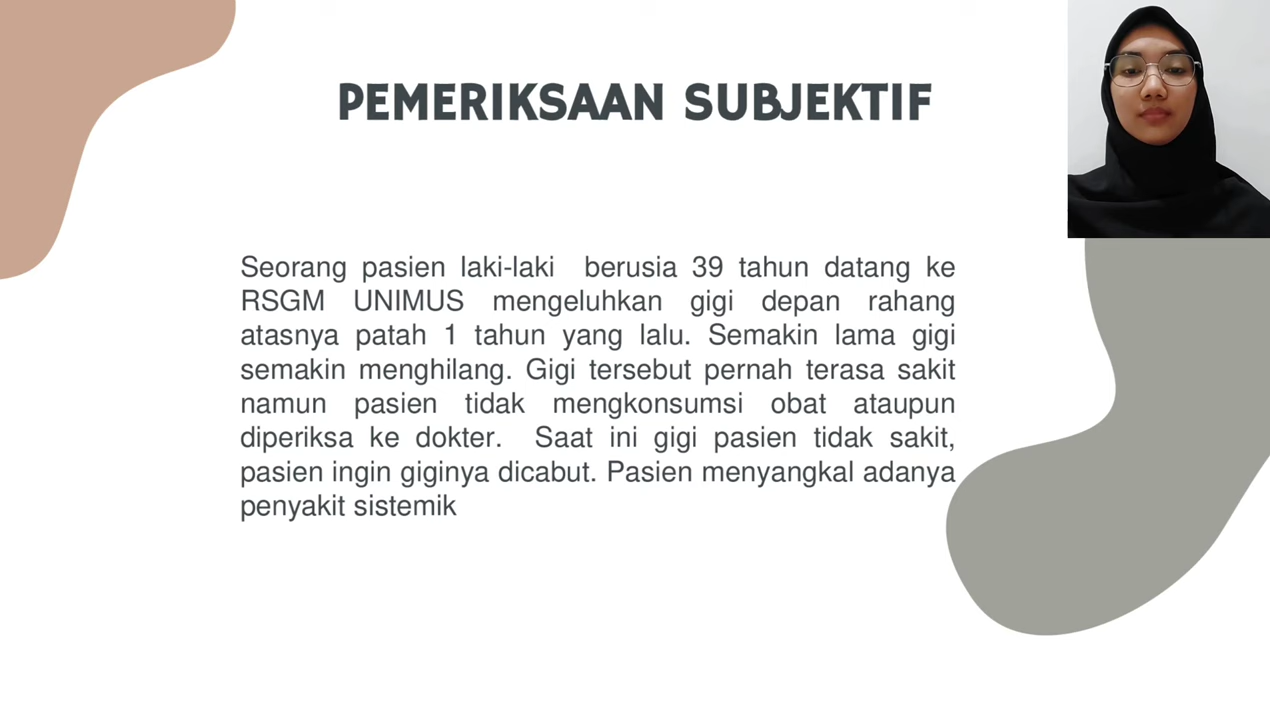 PEMERIKSAAN SUBJEKTIF
Seorang pasien laki-laki berusia 39 tahun datang ke
RSGM UNIMUS mengeluhkan gigi depan rahang
atasnya patah 1 tahun yang lalu. Semakin lama gigi
semakin menghilang. Gigi tersebut pernah terasa sakit
namun pasien tidak mengkonsumsi obat ataupun
diperiksa ke dokter. Saat ini gigi pasien tidak sakit,
pasien ingin giginya dicabut. Pasien menyangkal adanya
penyakit sistemik